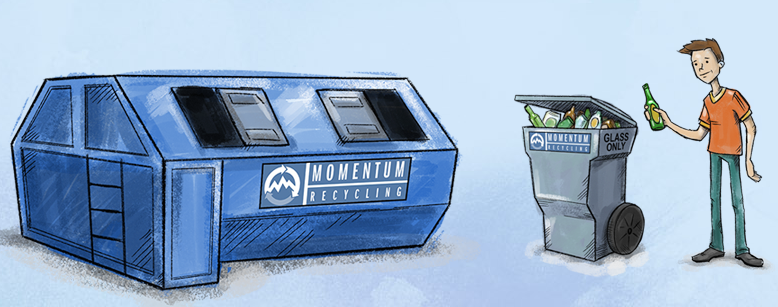 MOMENTUM
RECYCLING
MOMENTUM
RECYCLING
GLASS
ONLY